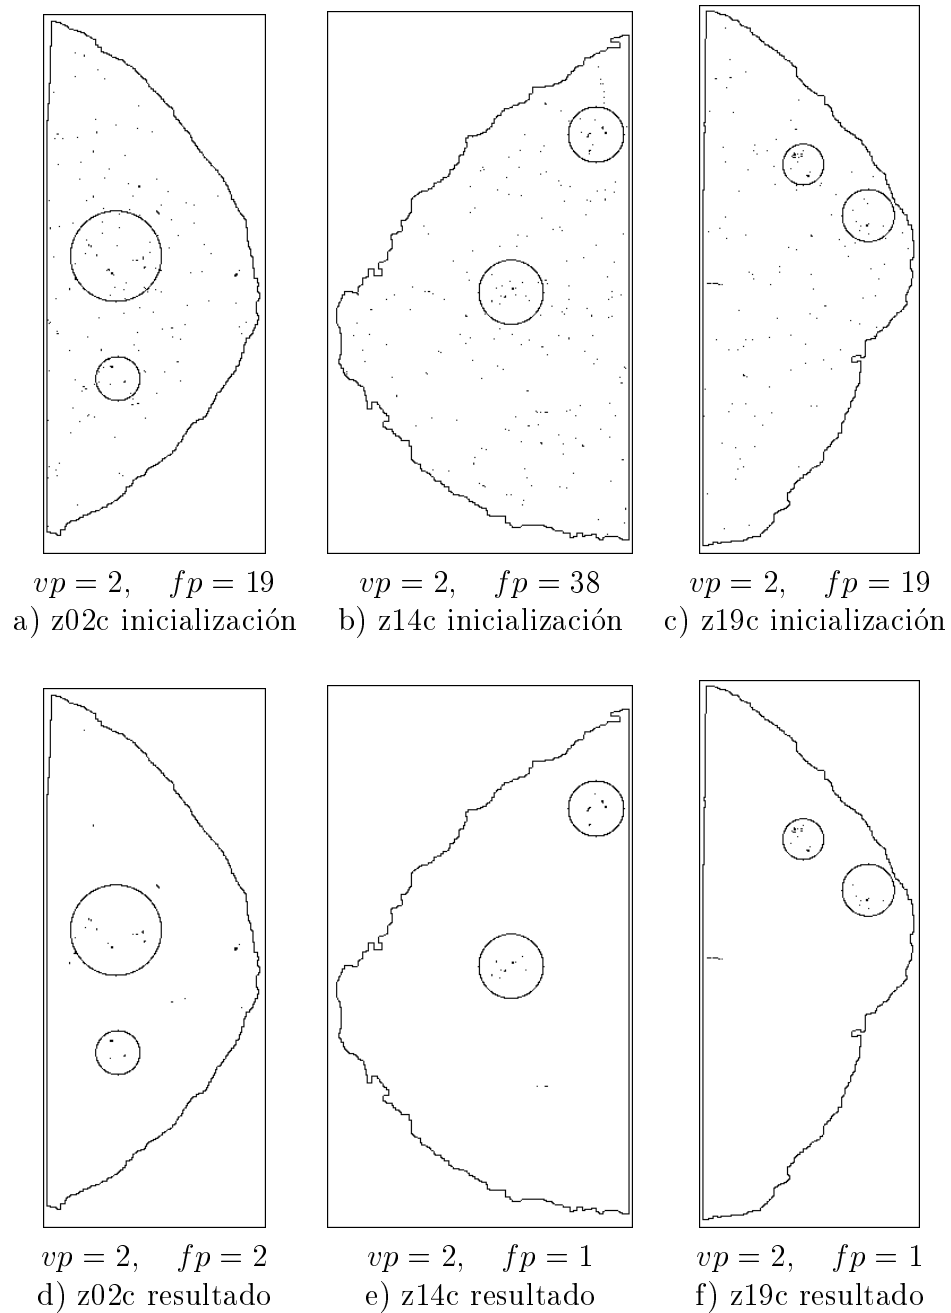 vp = 2, fp = 19
a) z02c inicialización
vp = 2, fp = 38
b) z14c inicialización
vp = 2, fp = 19
c) z19c inicialización
vp = 2, fp = 2
d) z02c resultado
vp = 2, fp = 1
e) z14c resultado
vp = 2, fp = 1
f) z19c resultado